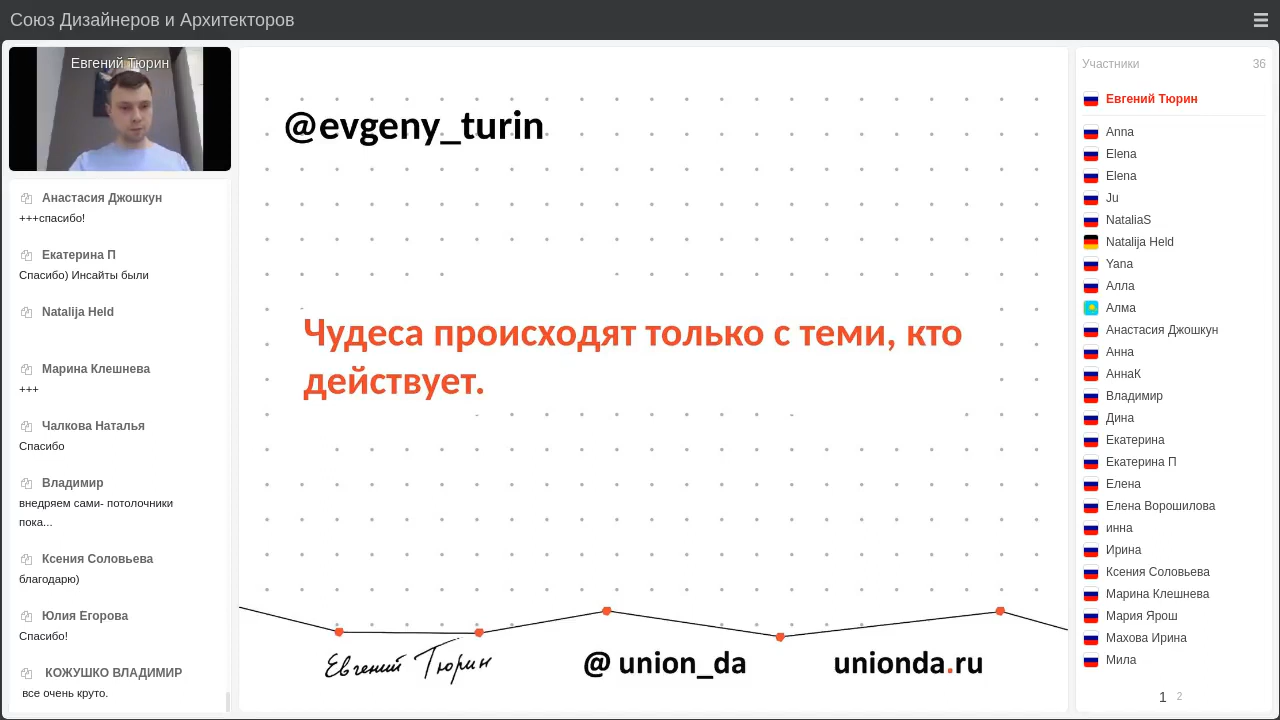 Союз Дизайнеров и Архитекторов
Евгений Тюрин
Анастасия Джошкун
+++спасибо!
Екатерина П
Спасибо) Инсайты были
Natalija Held
Марина Клешнева
+++
Чалкова Наталья
Спасибо
Владимир
внедряем сами- потолочники
пока...
Ксения Соловьева
благодарю)
Юлия Егорова
Спасибо!
КОЖУШКО ВЛАДИМИР
все очень круто.
@evgeny_turin
Чудеса происходят только с теми, кто
действует.
Евгений Тюрин
@ union_da
unionda.ru
Участники 36
Евгений Тюрин
Anna
Elena
Elena
Ju
NataliaS
Natalija Held
Yana
Алла
Алма
Анастасия Джошкун
Анна
АннаК
Владимир
Дина
Екатерина
Екатерина П
Елена
Елена Ворошилова
инна
Ирина
Ксения Соловьева
Марина Клешнева
Мария Ярош
Махова Ирина
Мила
1 2